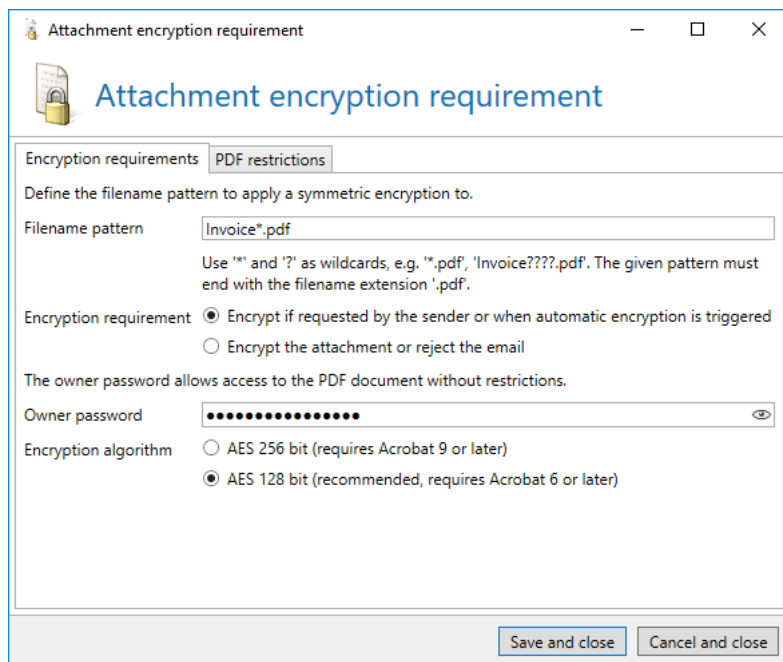 Attachment encryption requirement
Attachment encryption requirement
Encryption requirements
PDF restrictions
Define the filename pattern to apply a symmetric encryption to.
Filename pattern
Invoice*.pdf
Use '*' and '?' as wildcards, e.g. '*.pdf', 'Invoice????.pdf'. The given pattern must
end with the filename extension '.pdf'.
Encryption requirement
Encrypt if requested by the sender or when automatic encryption is triggered
Encrypt the attachment or reject the email
The owner password allows access to the PDF document without restrictions.
Owner password
●●●●●●●●●●●●●●●●
Encryption algorithm
AES 256 bit (requires Acrobat 9 or later)
AES 128 bit (recommended, requires Acrobat 6 or later)
Save and close
Cancel and close